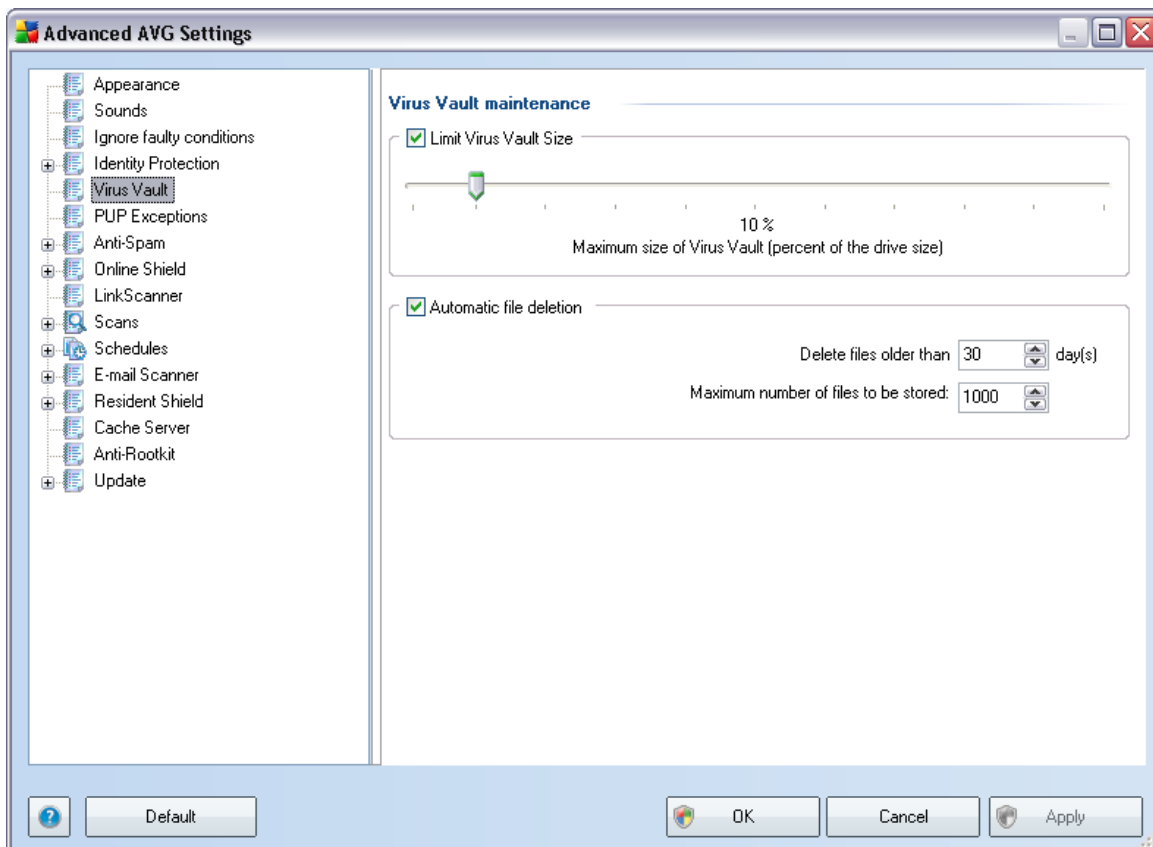 Advanced AVG Settings
Appearance
Sounds
Ignore faulty conditions
Identity Protection
Virus Vault
PUP Exceptions
Anti-Spam
Online Shield
LinkScanner
Scans
Schedules
E-mail Scanner
Resident Shield
Cache Server
Anti-Rootkit
Update
Virus Vault maintenance
Limit Virus Vault Size
10 %
Maximum size of Virus Vault (percent of the drive size)
Automatic file deletion
Delete files older than 30 day(s)
Maximum number of files to be stored: 1000
? Default OK Cancel Apply